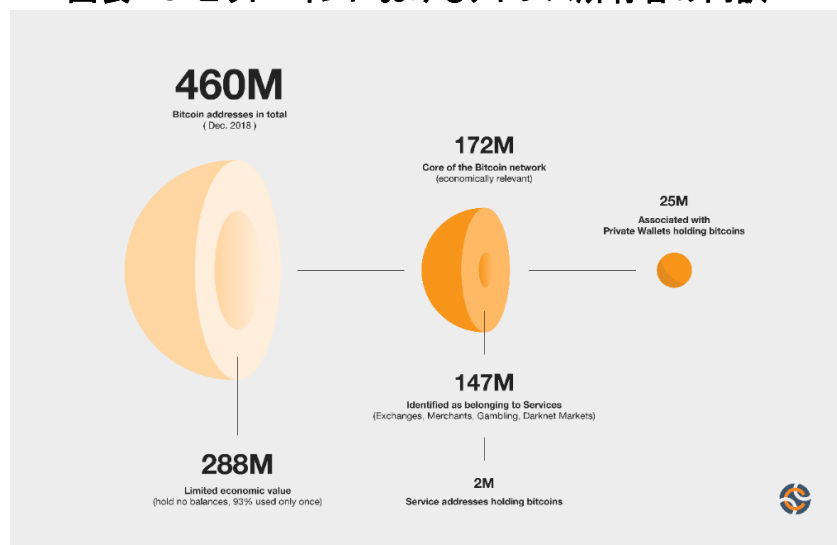 460M
Bitcoin addresses in total
( Dec. 2018 )
172M
Core of the Bitcoin network
(economically relevant)
25M
Associated with
Private Wallets holding bitcoins
147M
Identified as belonging to Services
(Exchanges, Merchants, Gambling, Darknet Markets)
288M
Limited economic value
(hold no balances, 93% used only once)
2M
Service addresses holding bitcoins